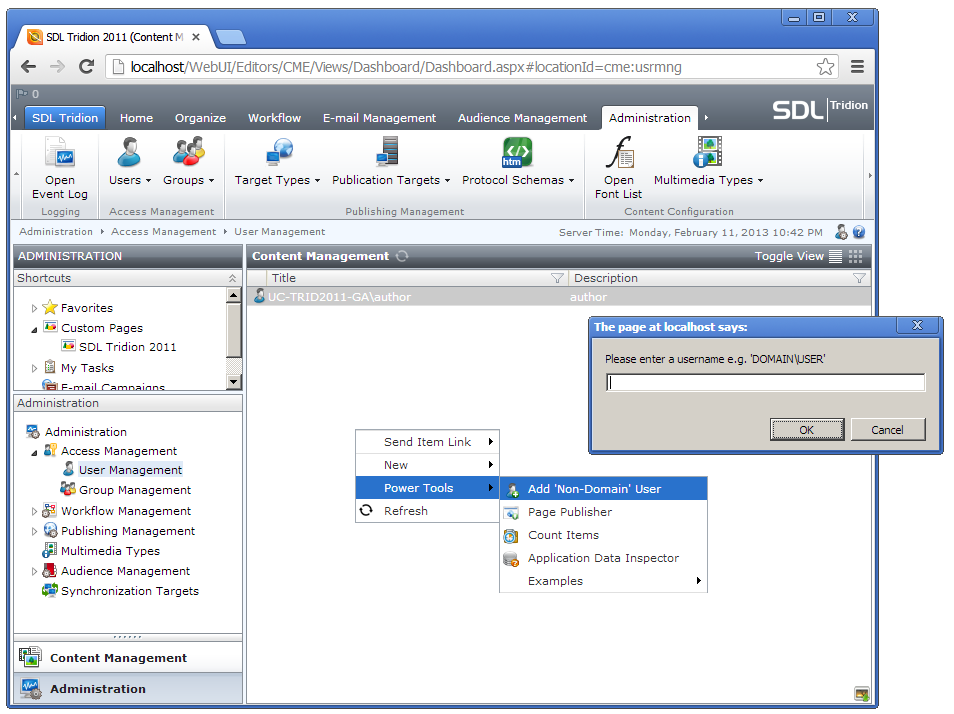 SDL Tridion 2011 (Content M
localhost/WebUI/Editors/CME/Views/Dashboard/Dashboard.aspx#locationId=cme:usrmng
0
SDL Tridion
Home
Organize
Workflow
E-mail Management
Audience Management
Administration
SDL Tridion
Open Event Log
Users
Groups
Target Types
Publication Targets
Protocol Schemas
htm
Open Font List
Multimedia Types
Logging
Access Management
Publishing Management
Content Configuration
Administration
Access Management
User Management
Server Time: Monday, February 11, 2013 10:42 PM
ADMINISTRATION
Content Management
Toggle View
Shortcuts
Title
Description
UC-TRID2011-GA\author
author
Favorites
Custom Pages
SDL Tridion 2011
My Tasks
E-mail Campaigns
Administration
Administration
Access Management
User Management
Group Management
Workflow Management
Publishing Management
Multimedia Types
Audience Management
Synchronization Targets
Content Management
Administration
Send Item Link
New
Power Tools
Refresh
Add 'Non-Domain' User
Page Publisher
Count Items
Application Data Inspector
Examples
The page at localhost says:
Please enter a username e.g. 'DOMAIN\USER'
OK
Cancel